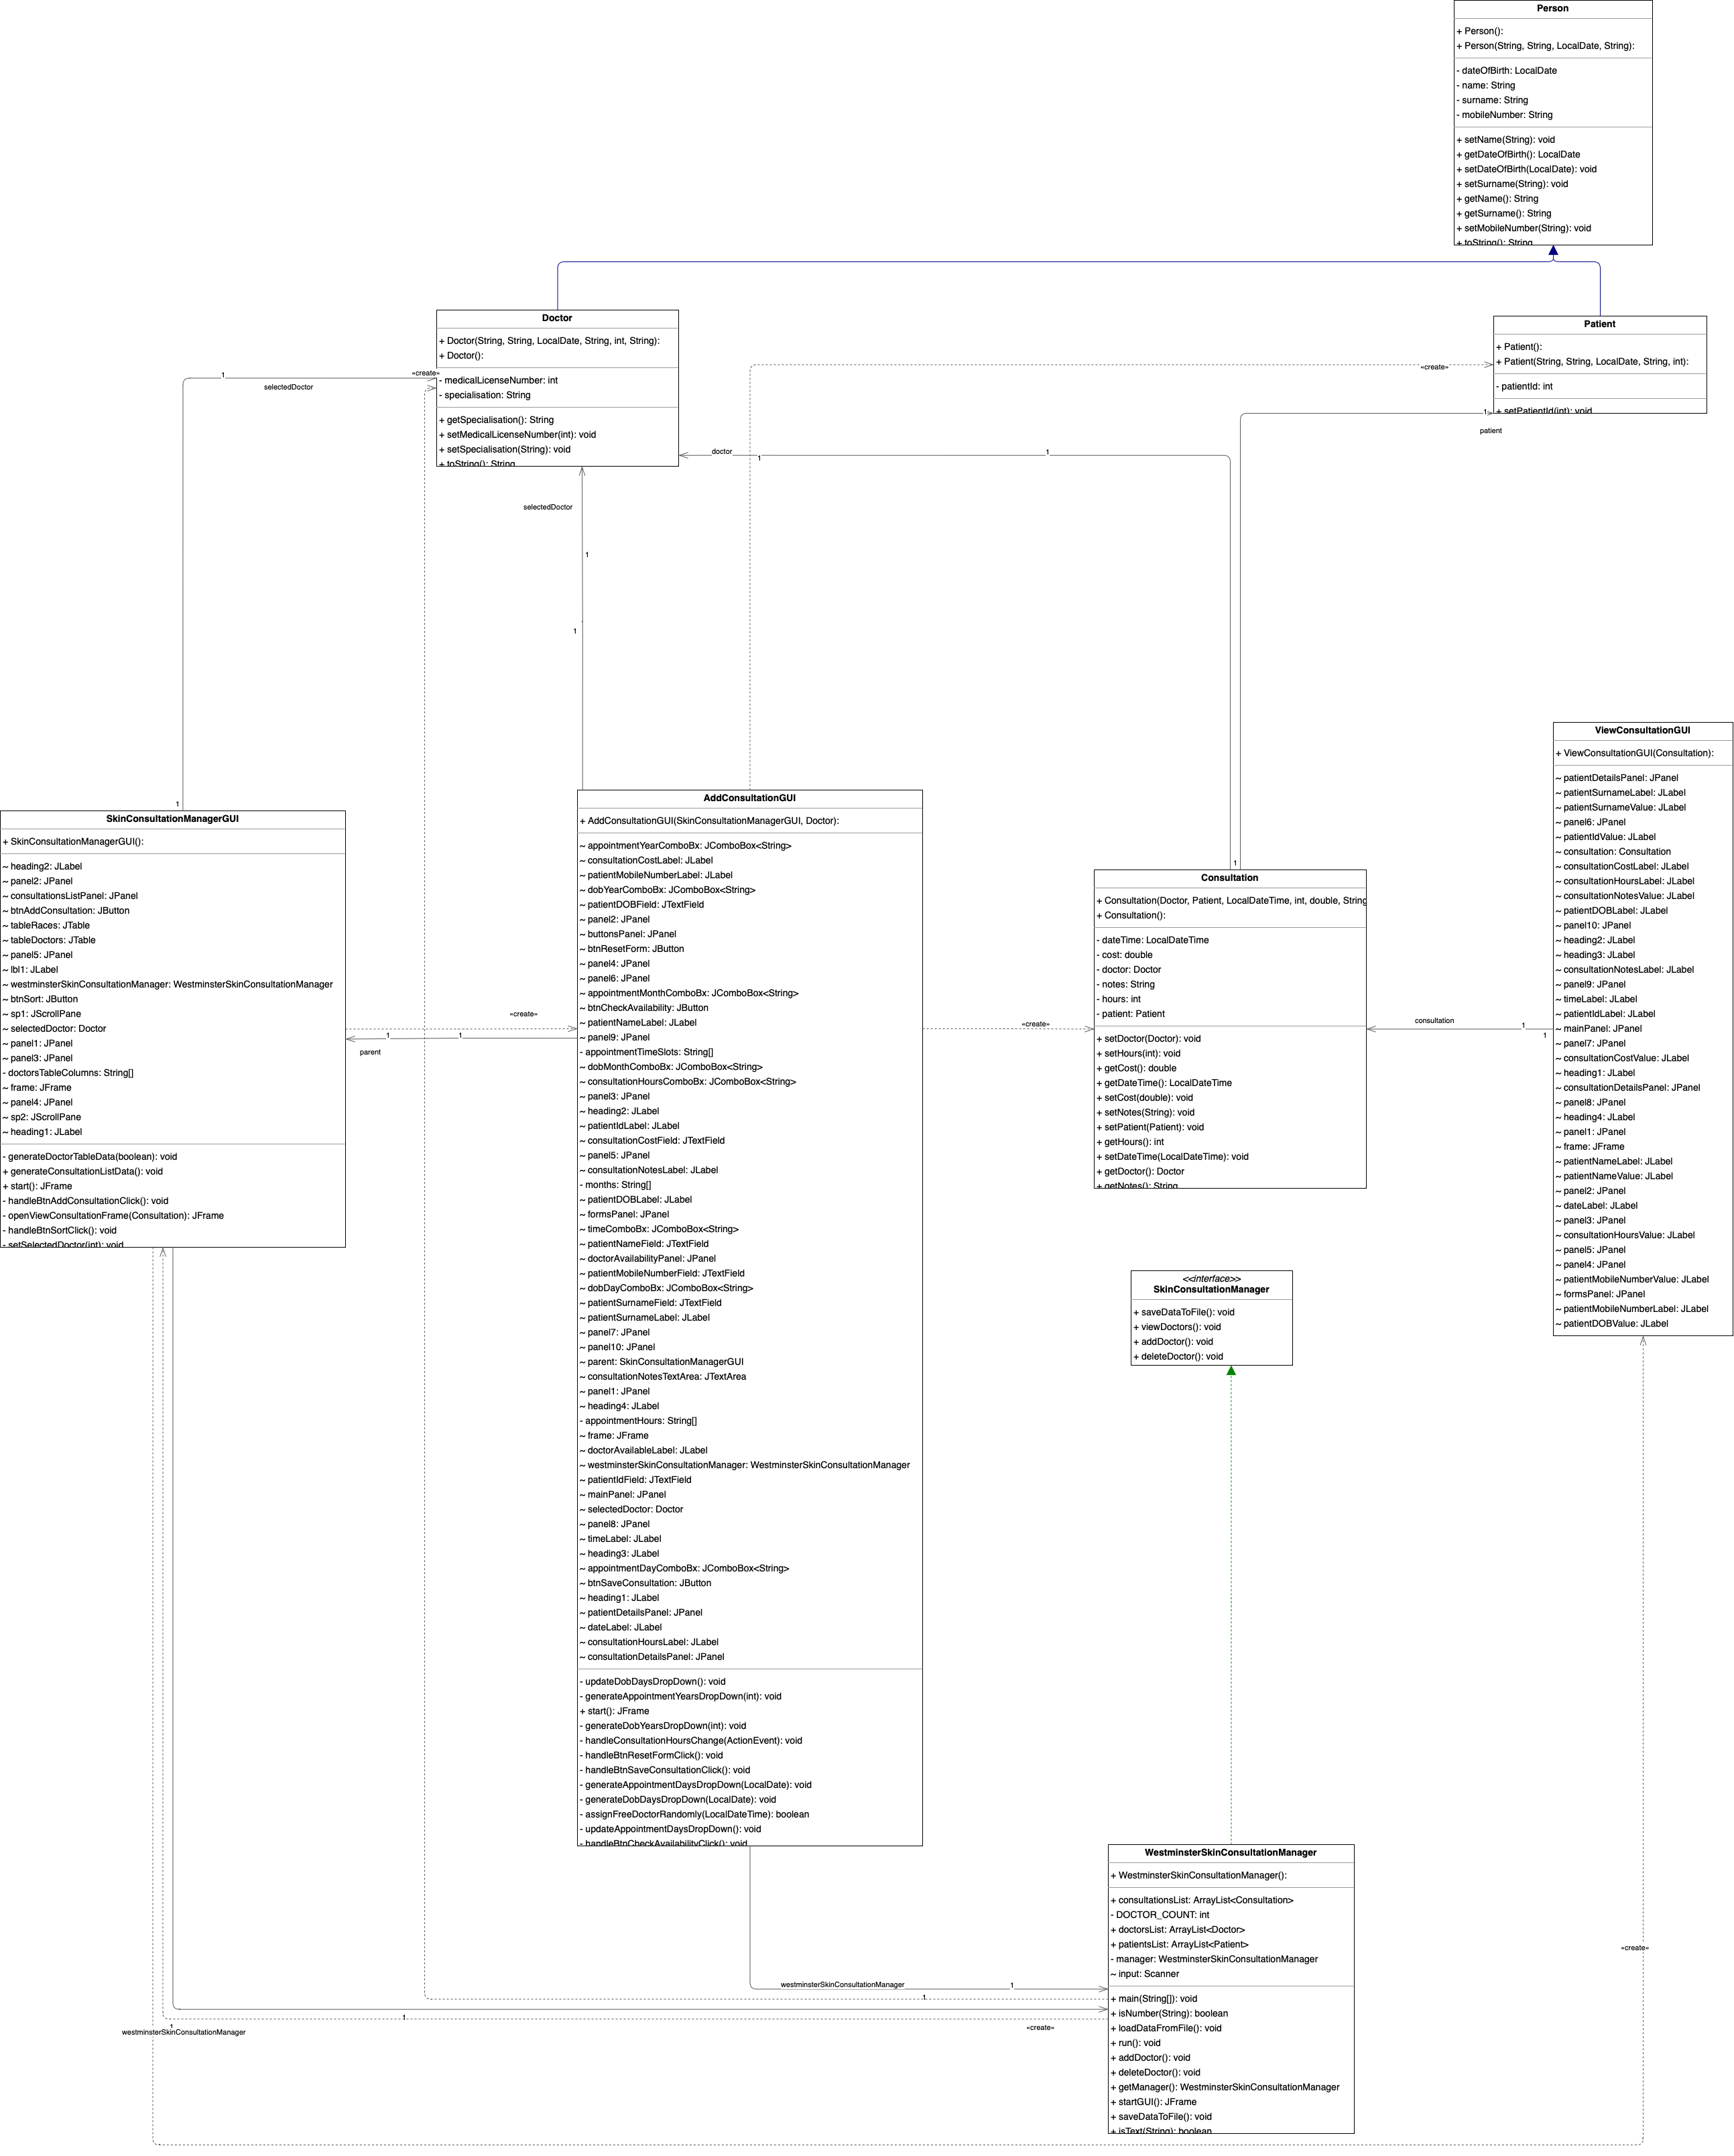 Person
+ Person():
+ Person(String, String, LocalDate, String):
- dateOfBirth: LocalDate
- name: String
- surname: String
- mobileNumber: String
+ setName(String): void
+ getDateOfBirth(): LocalDate
+ setDateOfBirth(LocalDate): void
+ setSurname(String): void
+ getName(): String
+ getSurname(): String
+ setMobileNumber(String): void
+ toString(): String
Doctor
+ Doctor(String, String, LocalDate, String, int, String):
+ Doctor():
- medicalLicenseNumber: int
- specialisation: String
+ getSpecialisation(): String
+ setMedicalLicenseNumber(int): void
+ setSpecialisation(String): void
+ toString(): String
Patient
+ Patient():
+ Patient(String, String, LocalDate, String, int):
- patientId: int
+ setPatientId(int): void
1
«create»
selectedDoctor
«create»
1
patient
doctor
1
1
selectedDoctor
1
1
1
1
SkinConsultationManagerGUI
+ SkinConsultationManagerGUI():
~ heading2: JLabel
~ panel2: JPanel
~ consultationsListPanel: JPanel
~ btnAddConsultation: JButton
~ tableRaces: JTable
~ tableDoctors: JTable
~ panel5: JPanel
~ lbl1: JLabel
~ westminsterSkinConsultationManager: WestminsterSkinConsultationManager
~ btnSort: JButton
~ sp1: JScrollPane
~ selectedDoctor: Doctor
~ panel1: JPanel
~ panel3: JPanel
- doctorsTableColumns: String[]
~ frame: JFrame
~ panel4: JPanel
~ sp2: JScrollPane
~ heading1: JLabel
- generateDoctorTableData(boolean): void
+ generateConsultationListData(): void
+ start(): JFrame
- handleBtnAddConsultationClick(): void
- openViewConsultationFrame(Consultation): JFrame
- handleBtnSortClick(): void
- setSelectedDoctor(int): void
«create»
1
1
parent
AddConsultationGUI
+ AddConsultationGUI(SkinConsultationManagerGUI, Doctor):
~ appointmentYearComboBx: JComboBox<String>
~ consultationCostLabel: JLabel
~ patientMobileNumberLabel: JLabel
~ dobYearComboBx: JComboBox<String>
~ patientDOBField: JTextField
~ panel2: JPanel
~ buttonsPanel: JPanel
~ btnResetForm: JButton
~ panel4: JPanel
~ panel6: JPanel
~ appointmentMonthComboBx: JComboBox<String>
~ btnCheckAvailability: JButton
~ patientNameLabel: JLabel
~ panel9: JPanel
- appointmentTimeSlots: String[]
~ dobMonthComboBx: JComboBox<String>
~ consultationHoursComboBx: JComboBox<String>
~ panel3: JPanel
~ heading2: JLabel
~ patientIdLabel: JLabel
~ consultationCostField: JTextField
~ panel5: JPanel
~ consultationNotesLabel: JLabel
- months: String[]
~ patientDOBLabel: JLabel
~ formsPanel: JPanel
~ timeComboBx: JComboBox<String>
~ patientNameField: JTextField
~ doctorAvailabilityPanel: JPanel
~ patientMobileNumberField: JTextField
~ dobDayComboBx: JComboBox<String>
~ patientSurnameField: JTextField
~ patientSurnameLabel: JLabel
~ panel7: JPanel
~ panel10: JPanel
~ parent: SkinConsultationManagerGUI
~ consultationNotesTextArea: JTextArea
~ panel1: JPanel
~ heading4: JLabel
- appointmentHours: String[]
~ frame: JFrame
~ doctorAvailableLabel: JLabel
~ westminsterSkinConsultationManager: WestminsterSkinConsultationManager
~ patientIdField: JTextField
~ mainPanel: JPanel
~ selectedDoctor: Doctor
~ panel8: JPanel
~ timeLabel: JLabel
~ heading3: JLabel
~ appointmentDayComboBx: JComboBox<String>
~ btnSaveConsultation: JButton
~ heading1: JLabel
~ patientDetailsPanel: JPanel
~ dateLabel: JLabel
~ consultationHoursLabel: JLabel
~ consultationDetailsPanel: JPanel
- updateDobDaysDropDown(): void
- generateAppointmentYearsDropDown(int): void
+ start(): JFrame
- generateDobYearsDropDown(int): void
- handleConsultationHoursChange(ActionEvent): void
- handleBtnResetFormClick(): void
- handleBtnSaveConsultationClick(): void
- generateAppointmentDaysDropDown(LocalDate): void
- generateDobDaysDropDown(LocalDate): void
- assignFreeDoctorRandomly(LocalDateTime): boolean
- updateAppointmentDaysDropDown(): void
- handleBtnCheckAvailabilityClick(): void
«create»
Consultation
+ Consultation(Doctor, Patient, LocalDateTime, int, double, String
+ Consultation():
- dateTime: LocalDateTime
- cost: double
- doctor: Doctor
- notes: String
- hours: int
- patient: Patient
+ setDoctor(Doctor): void
+ setHours(int): void
+ getCost(): double
+ getDateTime(): LocalDateTime
+ setCost(double): void
+ setNotes(String): void
+ setPatient(Patient): void
+ getHours(): int
+ setDateTime(LocalDateTime): void
+ getDoctor(): Doctor
+ getNotes(): String
consultation
1
1
ViewConsultationGUI
+ ViewConsultationGUI(Consultation):
~ patientDetailsPanel: JPanel
~ patientSurnameLabel: JLabel
~ patientSurnameValue: JLabel
~ panel6: JPanel
~ patientIdValue: JLabel
~ consultation: Consultation
~ consultationCostLabel: JLabel
~ consultationHoursLabel: JLabel
~ consultationNotesValue: JLabel
~ patientDOBLabel: JLabel
~ panel10: JPanel
~ heading2: JLabel
~ heading3: JLabel
~ consultationNotesLabel: JLabel
~ panel9: JPanel
~ timeLabel: JLabel
~ patientIdLabel: JLabel
~ mainPanel: JPanel
~ panel7: JPanel
~ consultationCostValue: JLabel
~ heading1: JLabel
~ consultationDetailsPanel: JPanel
~ panel8: JPanel
~ heading4: JLabel
~ panel1: JPanel
~ frame: JFrame
~ patientNameLabel: JLabel
~ patientNameValue: JLabel
~ panel2: JPanel
~ dateLabel: JLabel
~ panel3: JPanel
~ consultationHoursValue: JLabel
~ panel5: JPanel
~ panel4: JPanel
~ patientMobileNumberValue: JLabel
~ formsPanel: JPanel
~ patientMobileNumberLabel: JLabel
~ patientDOBValue: JLabel
<<interface>>
SkinConsultationManager
+ saveDataToFile(): void
+ viewDoctors(): void
+ addDoctor(): void
+ deleteDoctor(): void
WestminsterSkinConsultationManager
+ WestminsterSkinConsultationManager():
+ consultationsList: ArrayList<Consultation>
- DOCTOR_COUNT: int
+ doctorsList: ArrayList<Doctor>
+ patientsList: ArrayList<Patient>
- manager: WestminsterSkinConsultationManager
~ input: Scanner
+ main(String[]): void
+ isNumber(String): boolean
+ loadDataFromFile(): void
+ run(): void
+ addDoctor(): void
+ deleteDoctor(): void
+ getManager(): WestminsterSkinConsultationManager
+ startGUI(): JFrame
+ saveDataToFile(): void
+ isText(String): boolean
«create»
westminsterSkinConsultationManager
1
1
1
1
westminsterSkinConsultationManager
«create»